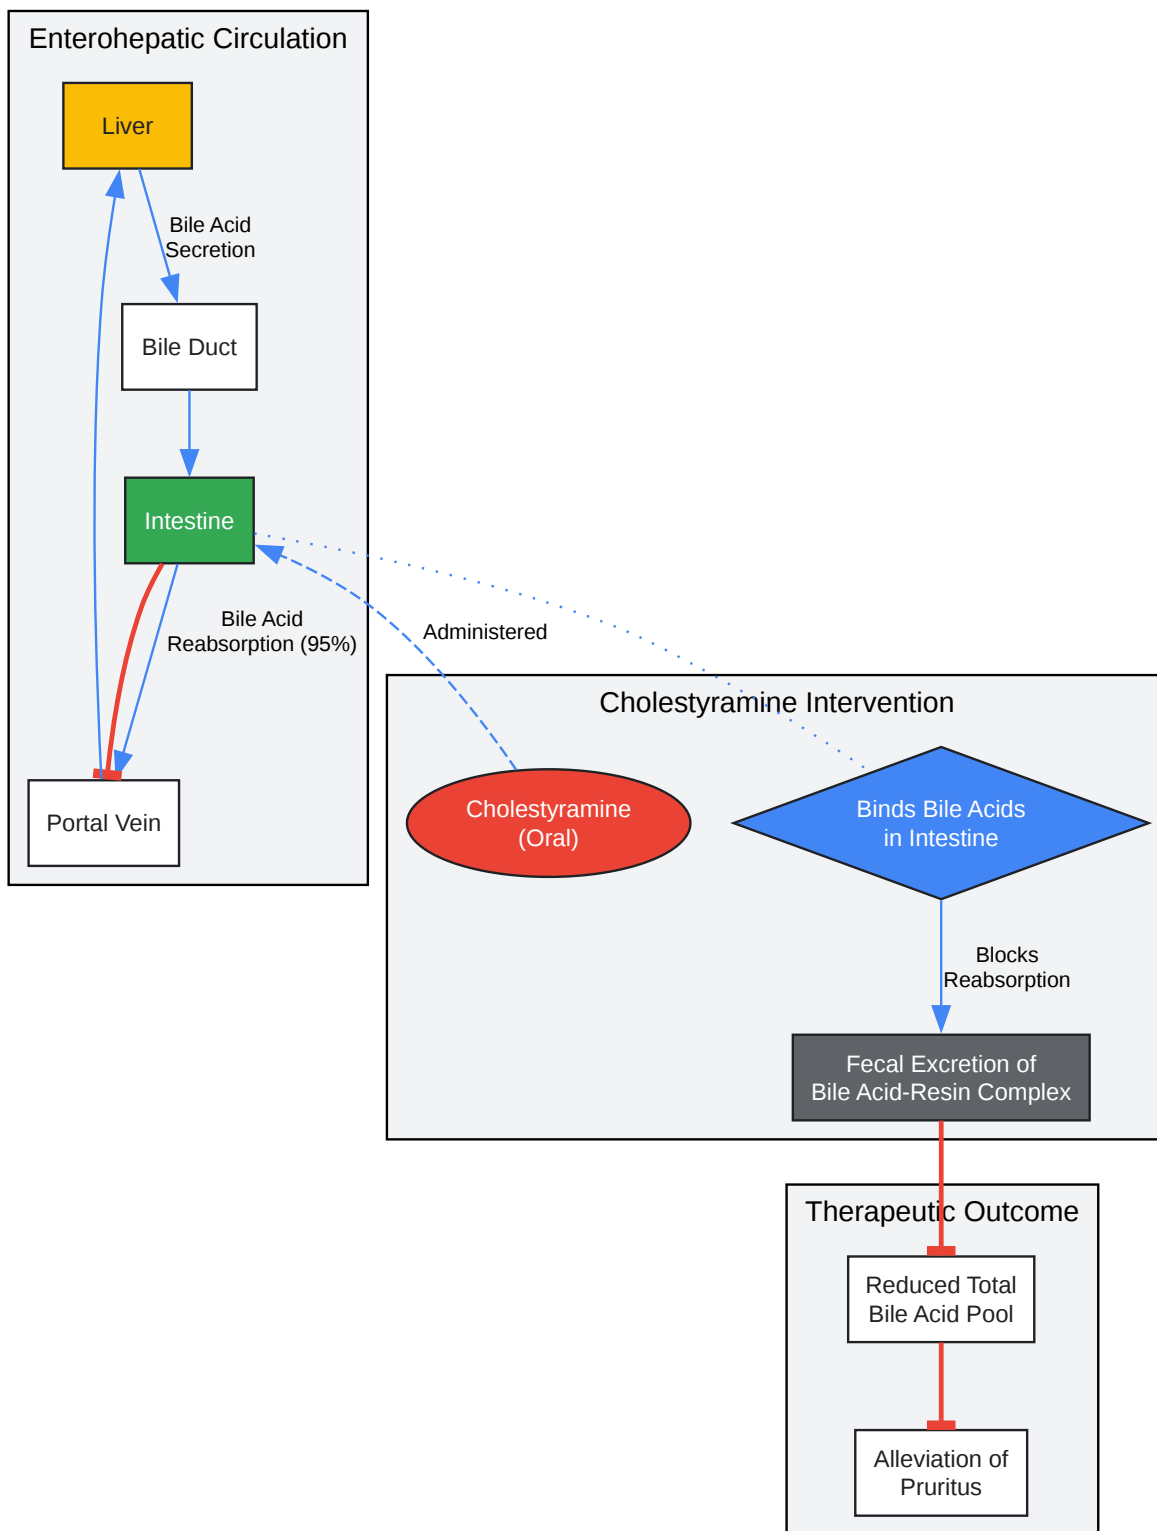 Enterohepatic Circulation
Liver
Bile Acid
Secretion
Bile Duct
Intestine
Bile Acid
Reabsorption (95%)
Administered
Portal Vein
Cholestyramine Intervention
Cholestyramine
(Oral)
Binds Bile Acids
in Intestine
Blocks
Reabsorption
Fecal Excretion of
Bile Acid-Resin Complex
Therapeutic Outcome
Reduced Total
Bile Acid Pool
Alleviation of
Pruritus